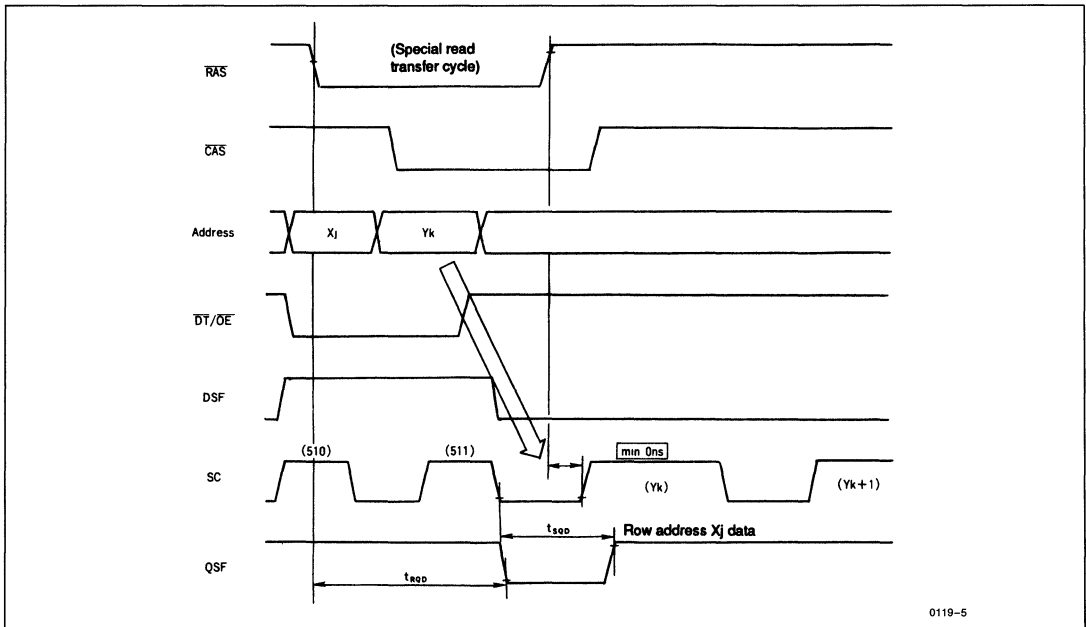 (Special read
transfer cycle)
RAS
CAS
Address
Xj
Yk
DT/OE
DSF
SC
(510)
(511)
min 0ns
(Yk)
(Yk+1)
tSQD
Row address Xj data
QSF
tRQD
0119-5